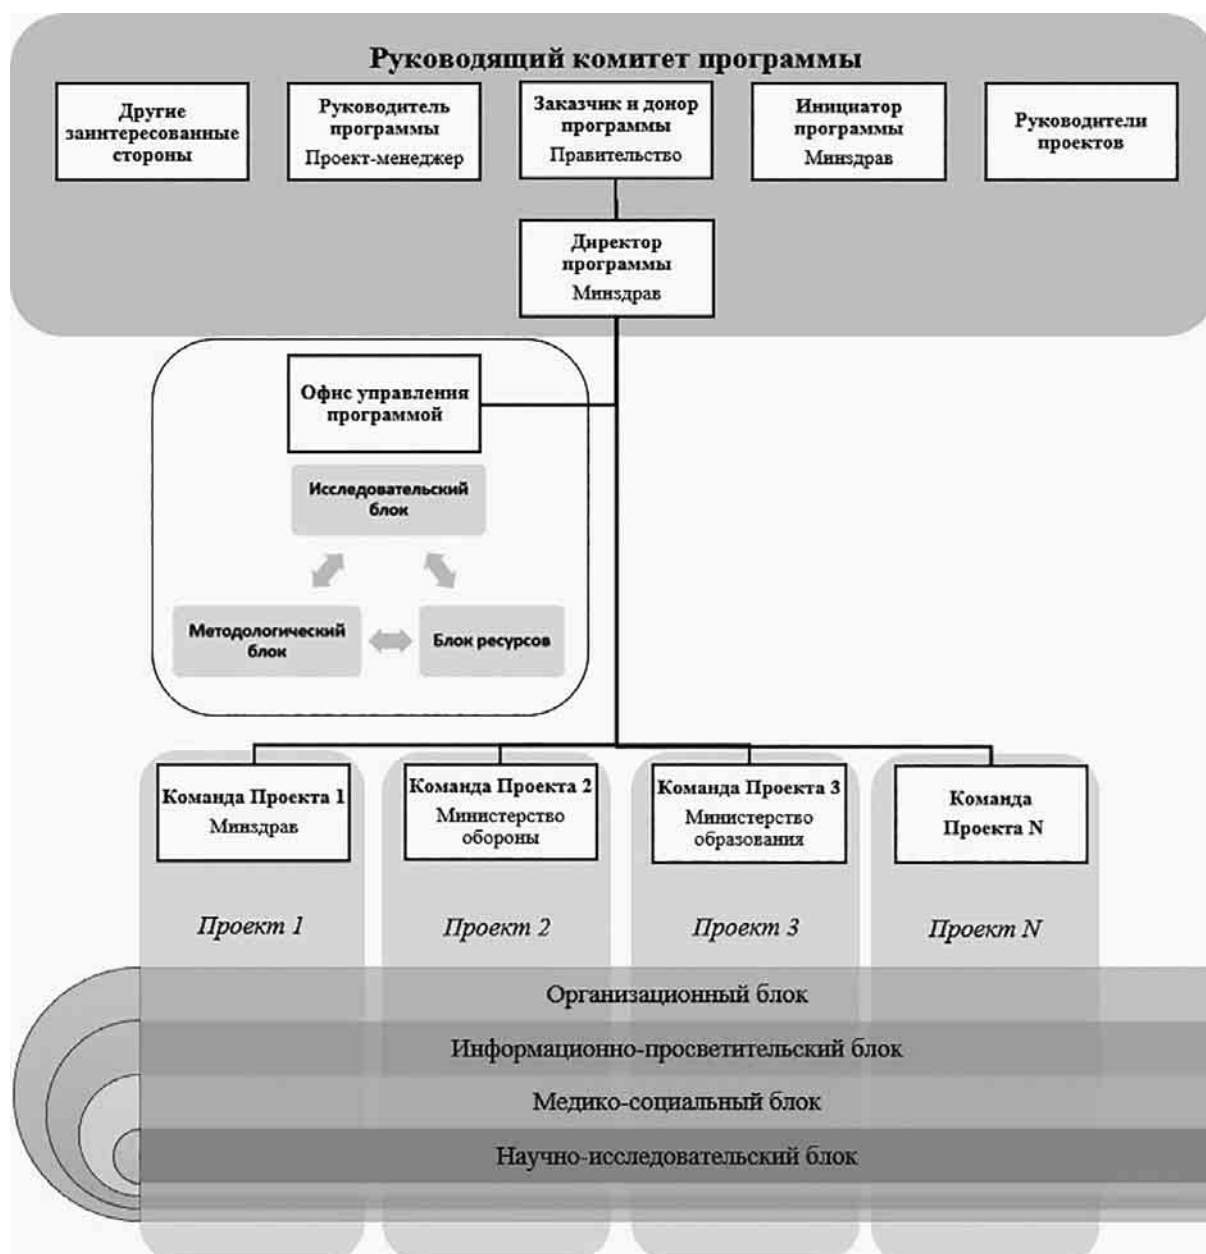 Руководящий комитет программы
Другие
заинтересованные
стороны
Руководитель
программы
Проект-менеджер
Заказчик и донор
программы
Правительство
Инициатор
программы
Минздрав
Руководители
проектов
Директор
программы
Минздрав
Офис управления
программой
Исследовательский
блок
Методологический
блок
Блок ресурсов
Команда Проекта 1
Минздрав
Команда Проекта 2
Министерство
обороны
Команда Проекта 3
Министерство
образования
Команда
Проекта N
Проект 1
Проект 2
Проект 3
Проект N
Организационный блок
Информационно-просветительский блок
Медико-социальный блок
Научно-исследовательский блок